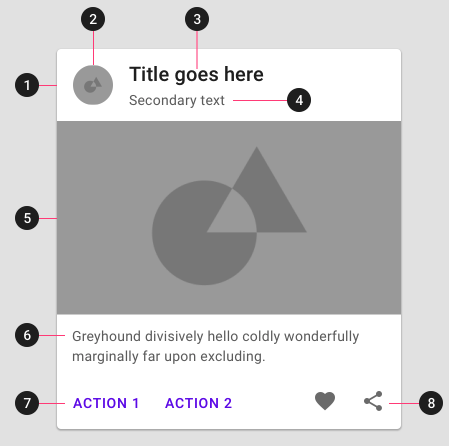 2
3
1
Title goes here
Secondary text
4
5
6
Greyhound divisively hello coldly wonderfully
marginally far upon excluding.
7
ACTION 1
ACTION 2
8